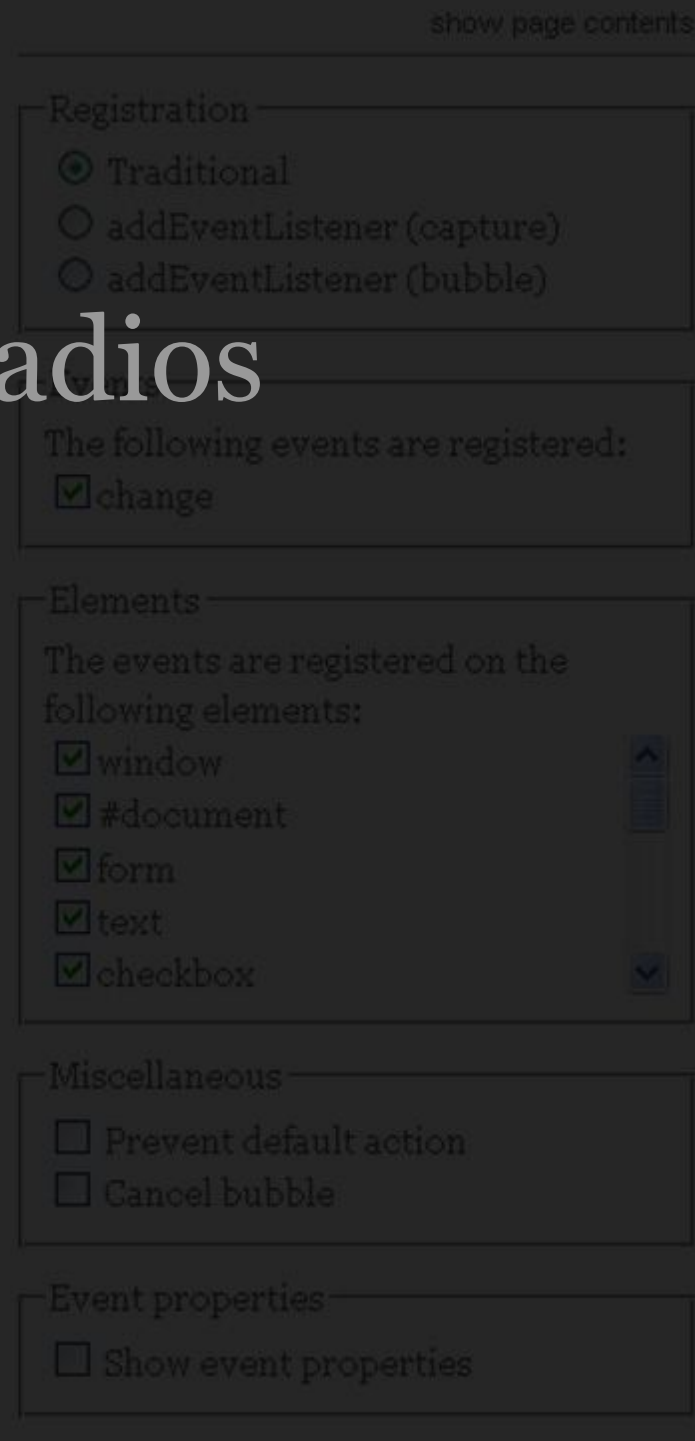 show page contents
Registration
Traditional
addEventListener (capture)
addEventListener (bubble)
adios
Events
The following events are registered:
change
Elements
The events are registered on the
following elements:
window
#document
form
text
checkbox
Miscellaneous
Prevent default action
Cancel bubble
Event properties
Show event properties